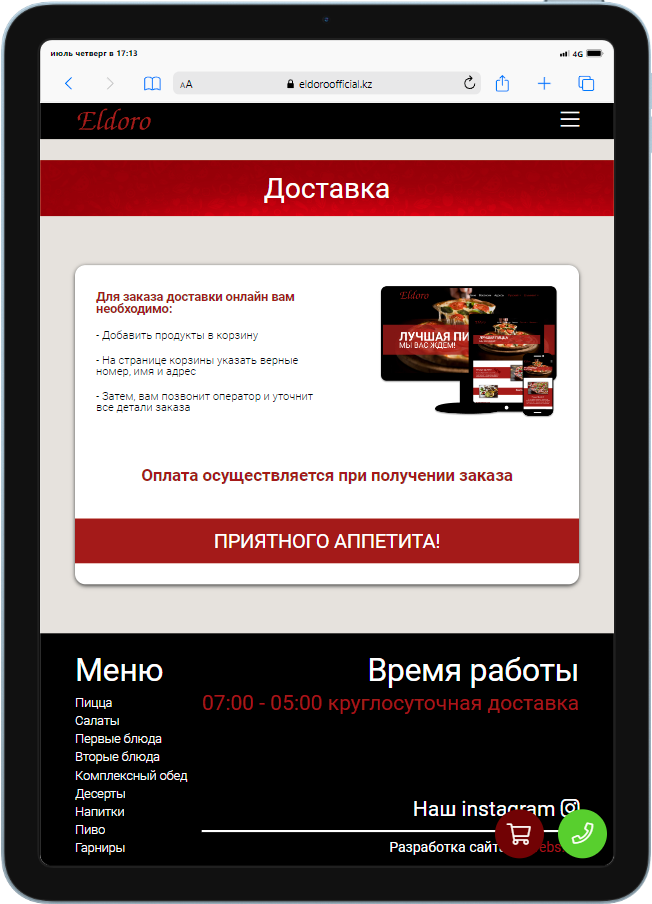 июль четверг в 17:13
4G
AA
eldoroofficial.kz
Eldoro
Доставка
Для заказа доставки онлайн вам
необходимо:
- Добавить продукты в корзину
- На странице корзины указать верные
номер, имя и адрес
- Затем, вам позвонит оператор и уточнит
все детали заказа
Eldoro
ЛУЧШАЯ ПИ
МЫ ВАС ЖДЕМ!
Оплата осуществляется при получении заказа
ПРИЯТНОГО АППЕТИТА!
Меню
Пицца
Салаты
Первые блюда
Вторые блюда
Комплексный обед
Десерты
Напитки
Пиво
Гарниры
Время работы
07:00 - 05:00 круглосуточная доставка
Наш instagram
Разработка сайт